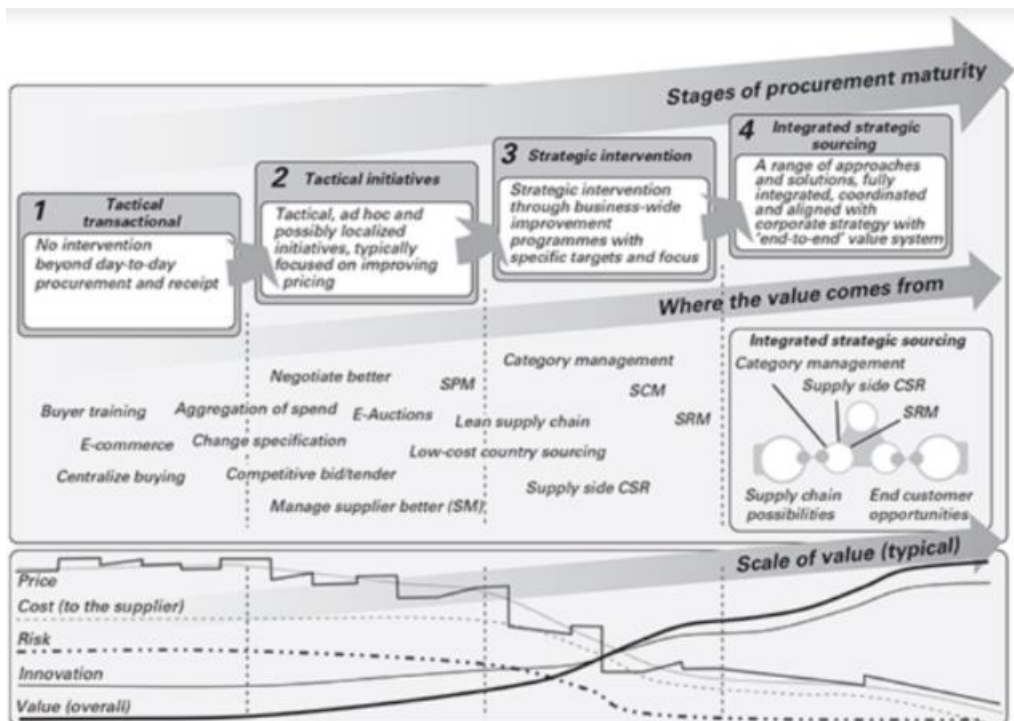 Stages of procurement maturity
1 Tactical
transactional
No intervention
beyond day-to-day
procurement and receipt
2 Tactical initiatives
Tactical, ad hoc and
possibly localized
initiatives, typically
focused on improving
pricing
3 Strategic intervention
Strategic intervention
through business-wide
improvement
programmes with
specific targets and focus
4 Integrated strategic
sourcing
A range of approaches
and solutions, fully
integrated, coordinated
and aligned with
corporate strategy with
'end-to-end' value system
Where the value comes from
Buyer training
E-commerce
Centralize buying
Negotiate better
SPM
Aggregation of spend
E-Auctions
Change specification
Competitive bid/tender
Manage supplier better (SM)
Category management
SCM
Lean supply chain
SRM
Low-cost country sourcing
Supply side CSR
Integrated strategic sourcing
Category management
Supply side CSR
SRM
Supply chain
possibilities
End customer
opportunities
Scale of value (typical)
Price
Cost (to the supplier)
Risk
Innovation
Value (overall)